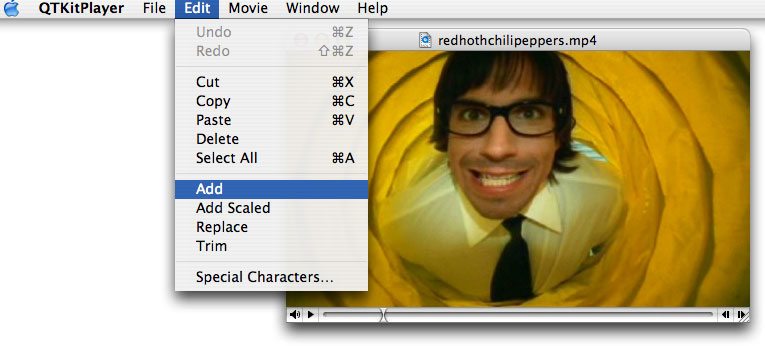 QTKitPlayer File Edit Movie Window Help
redhothchilipeppers.mp4
Undo ⌘Z
Redo ⇧⌘Z
Cut ⌘X
Copy ⌘C
Paste ⌘V
Delete
Select All ⌘A
Add
Add Scaled
Replace
Trim
Special Characters...